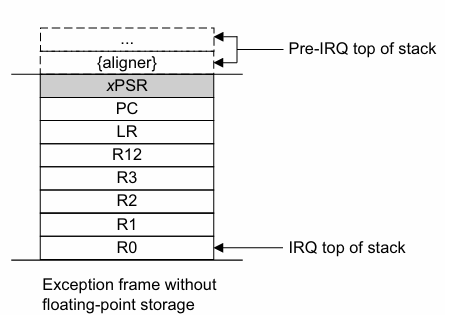 ...
Pre-IRQ top of stack
{aligner}
xPSR
PC
LR
R12
R3
R2
R1
R0
IRQ top of stack
Exception frame without
floating-point storage